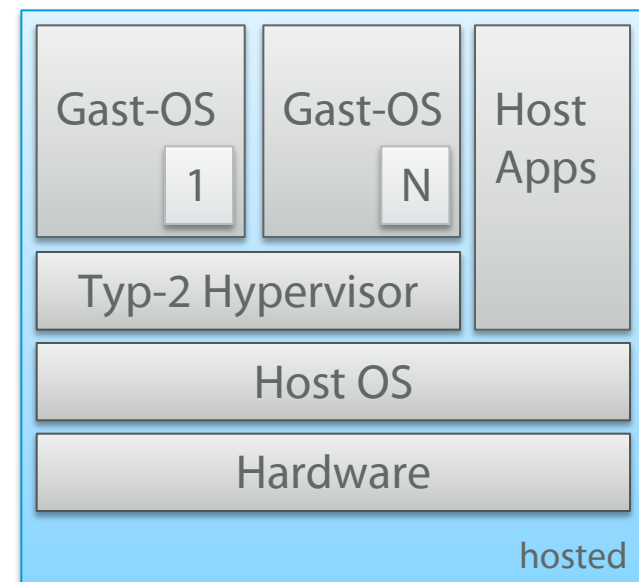 Gast-OS
1
Gast-OS
N
Host
Apps
Typ-2 Hypervisor
Host OS
Hardware
hosted